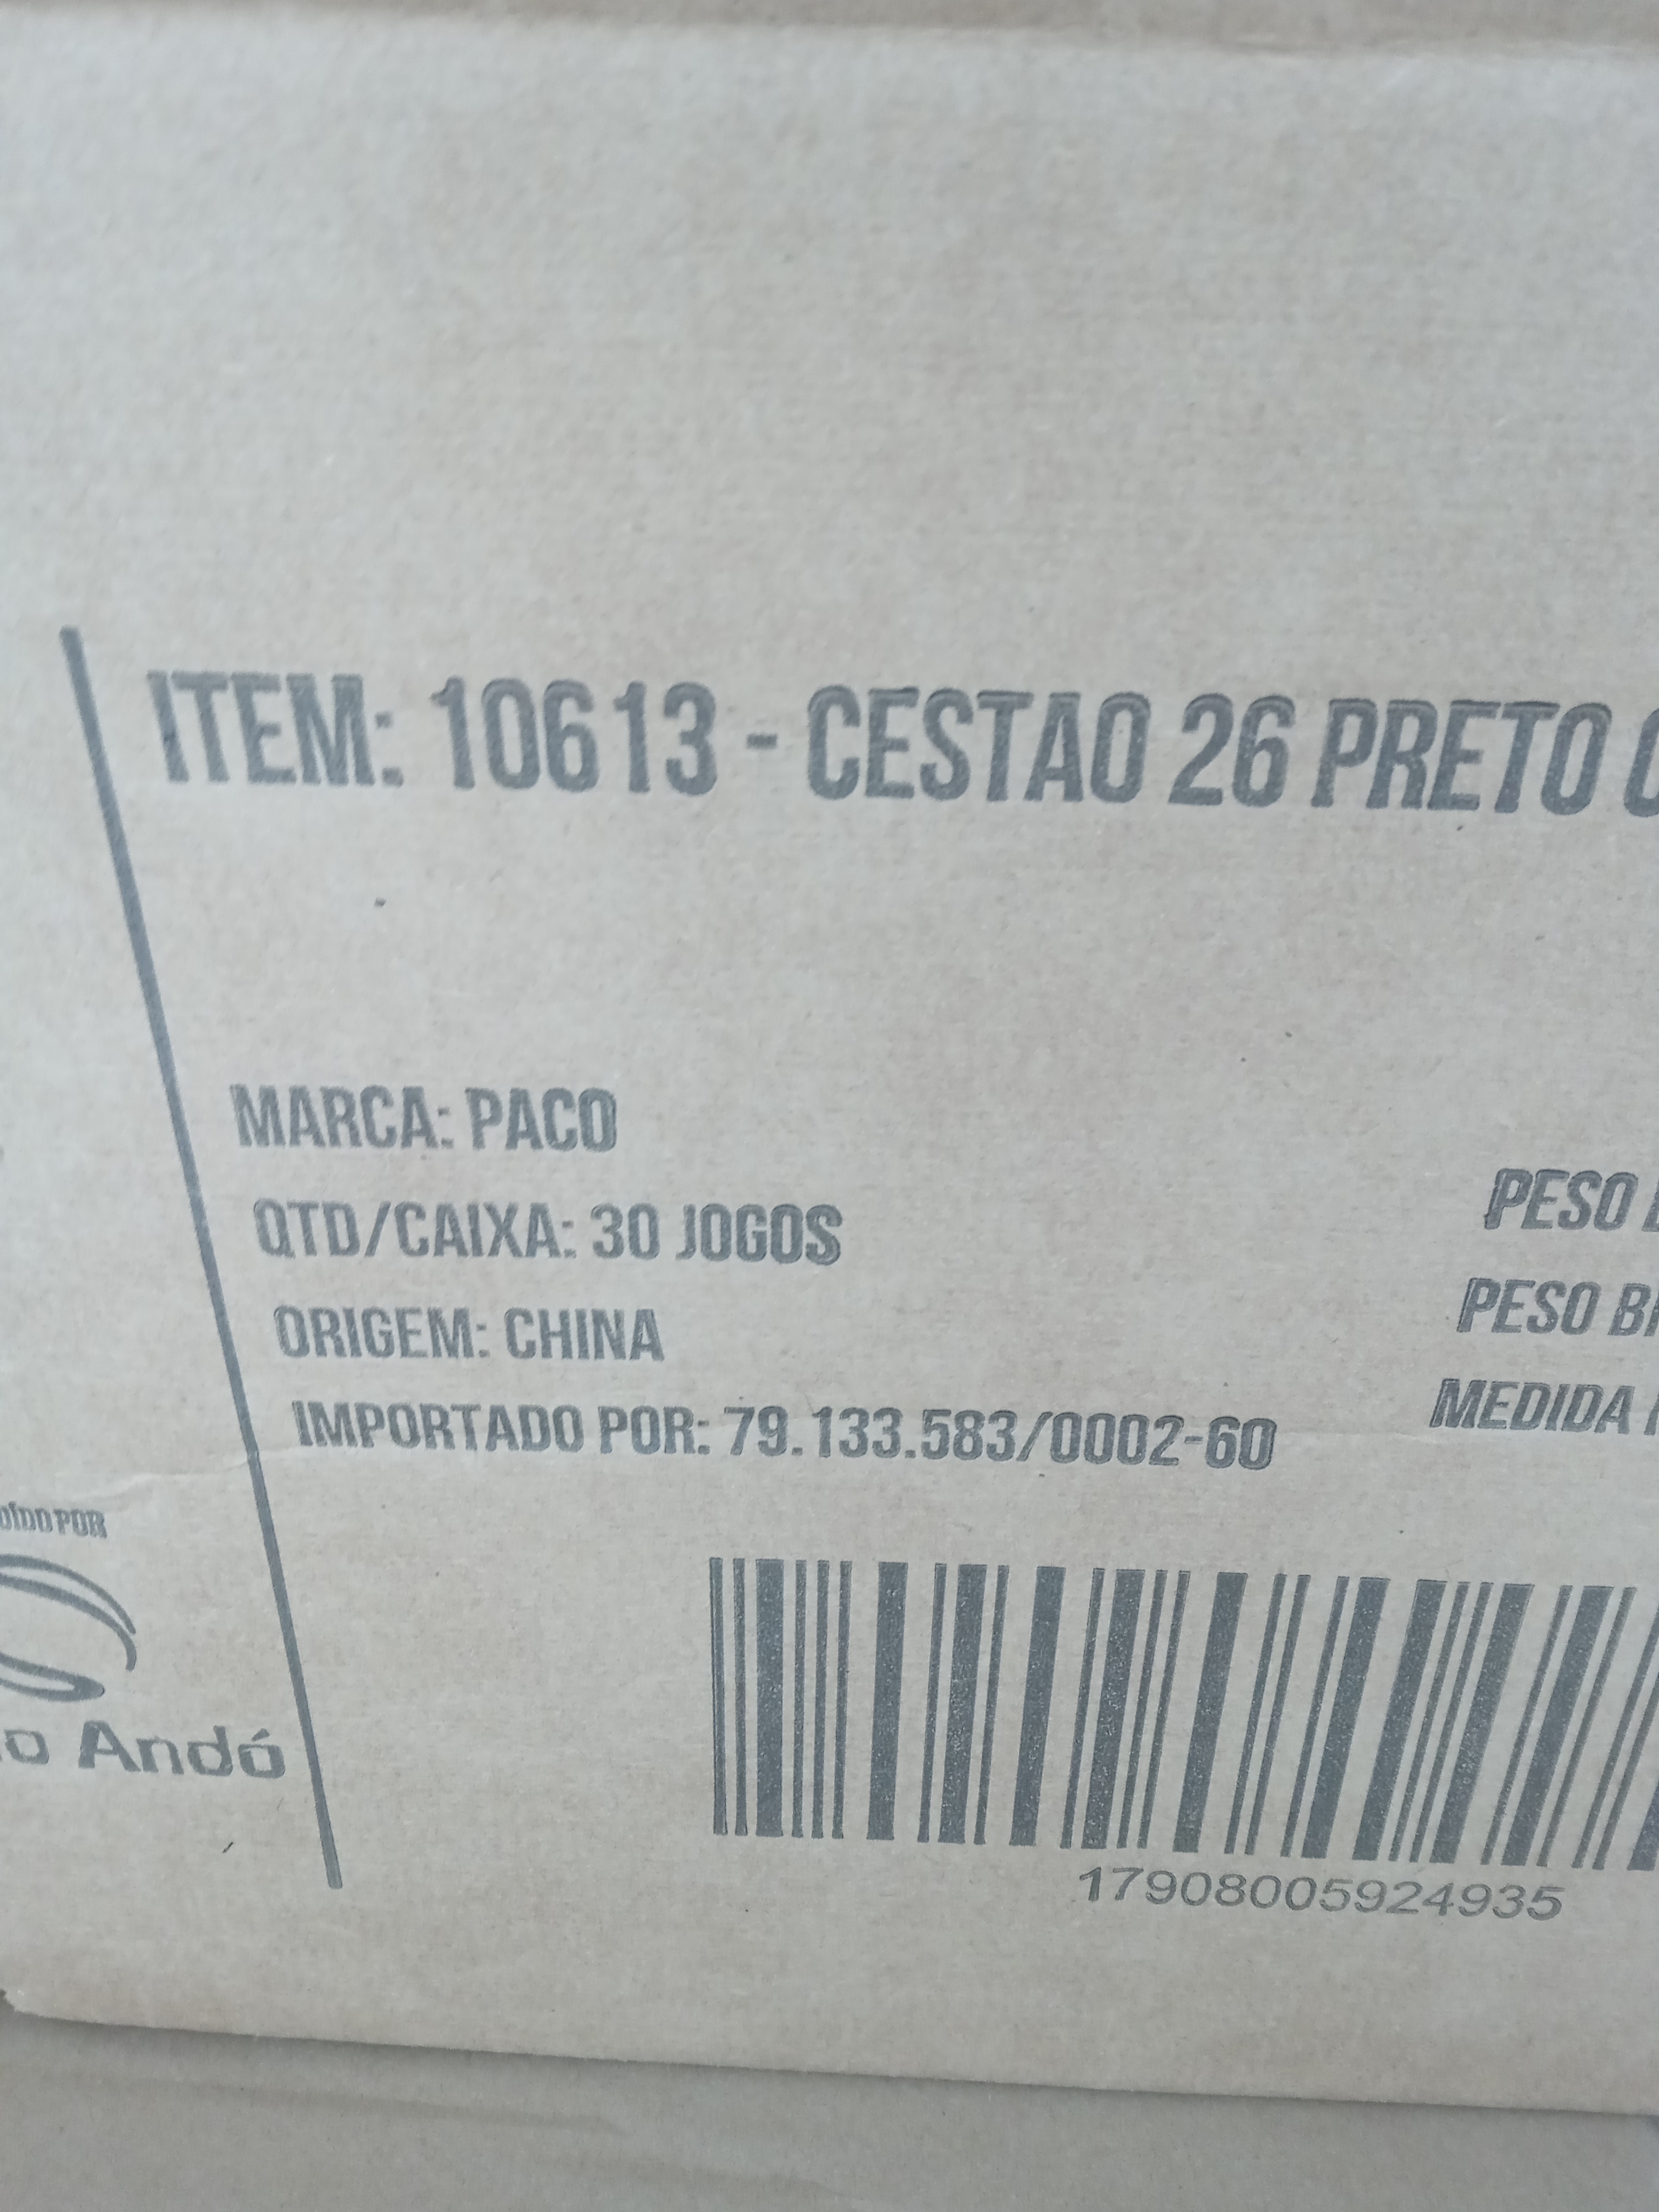 ITEM: 10613 - CESTAO 26 PRETO
MARCA: PACO
QTD/CAIXA: 30 JOGOS
ORIGEM: CHINA
IMPORTADO POR: 79.133.583/0002-60
PESO
PESO
MEDIDA
POR
Andó
17908005924935